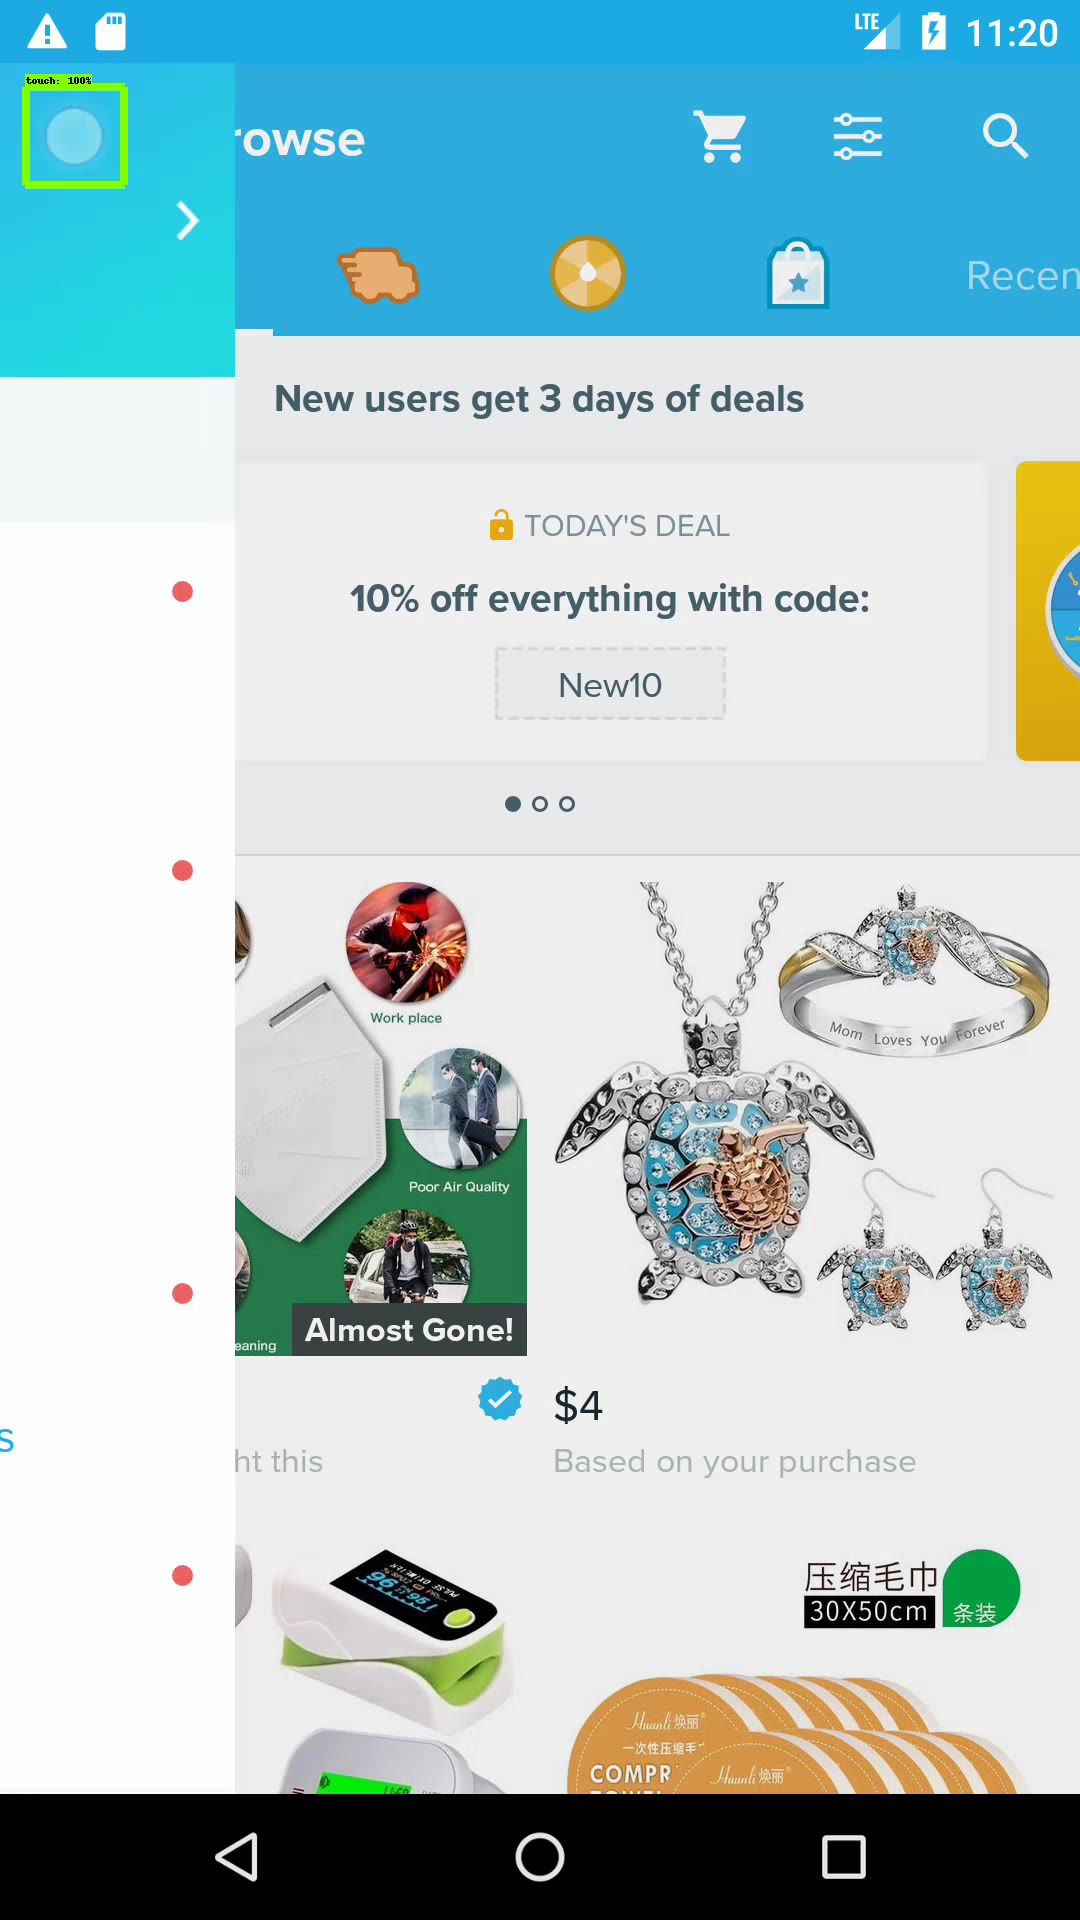 LTE 11:20
touch: 100%
rowse
Recen
New users get 3 days of deals
TODAY'S DEAL
10% off everything with code:
New10
Work place
Poor Air Quality
eaning
Almost Gone!
Mom Loves You Forever
$4
ht this
Based on your purchase
s
压缩毛巾
30X50cm
条装
Huanli 焕丽
一次性压缩毛
COMPR
Huanli 焕丽